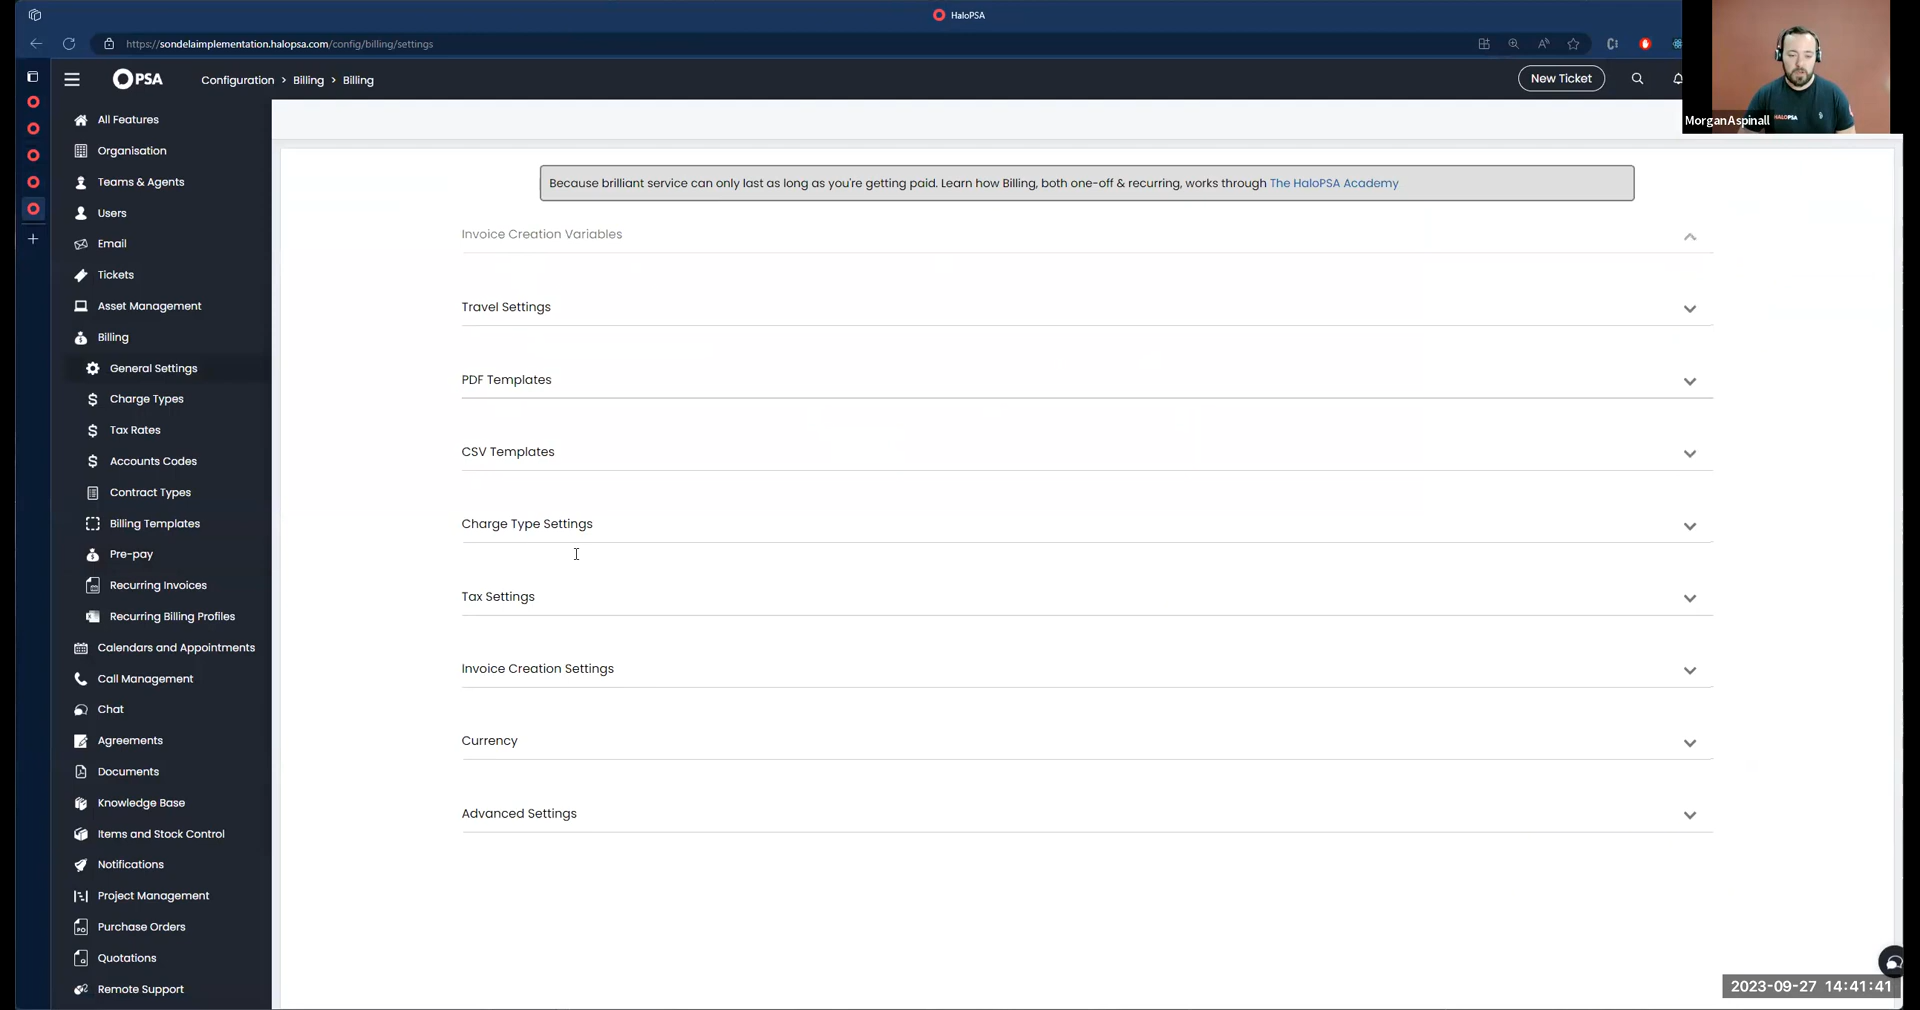 HaloPSA
https://sondelaimplementation.halopsa.com/config/billing/settings
PSA
Configuration > Billing > Billing
New Ticket
Morgan Aspinall
HALOPSA
All Features
Organisation
Teams & Agents
Users
Email
Tickets
Asset Management
Billing
General Settings
Charge Types
Tax Rates
Accounts Codes
Contract Types
Billing Templates
Pre-pay
Recurring Invoices
Recurring Billing Profiles
Calendars and Appointments
Call Management
Chat
Agreements
Documents
Knowledge Base
Items and Stock Control
Notifications
Project Management
Purchase Orders
Quotations
Remote Support
Because brilliant service can only last as long as you're getting paid. Learn how Billing, both one-off & recurring, works through The HaloPSA Academy
Invoice Creation Variables
Travel Settings
PDF Templates
CSV Templates
Charge Type Settings
Tax Settings
Invoice Creation Settings
Currency
Advanced Settings
2023-09-27 14:41:41